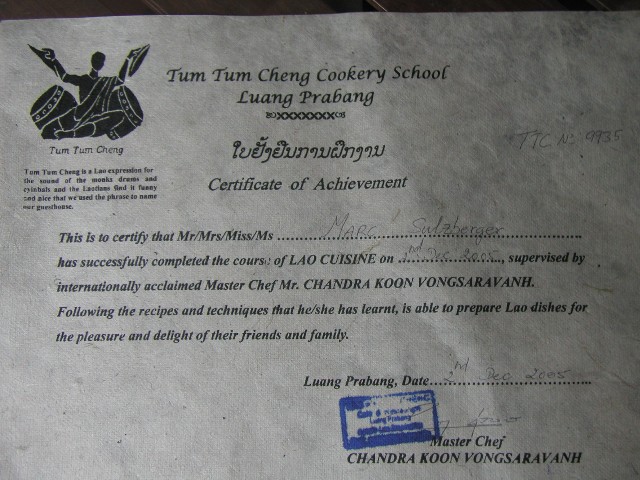 Tum Tum Cheng Cookery School
Luang Prabang
Tum Tum Cheng
Tum Tum Cheng is a Lao expression for
the sound of the monks drums and
cymbals and the Laotians find it funny
and nice that we used the phrase to name
our guesthouse.
ໃບຢັ້ງຢືນການຝຶກງານ
TTC Nº 9935
Certificate of Achievement
This is to certify that Mr/Mrs/Miss/Ms Marc Sulzberger
has successfully completed the course of LAO CUISINE on 2nd Dec 2005, supervised by
internationally acclaimed Master Chef Mr. CHANDRA KOON VONGSARAVANH.
Following the recipes and techniques that he/she has learnt, is able to prepare Lao dishes for
the pleasure and delight of their friends and family.
Luang Prabang, Date 2nd Dec 2005
Luang Prabang
Master Chef
CHANDRA KOON VONGSARAVANH